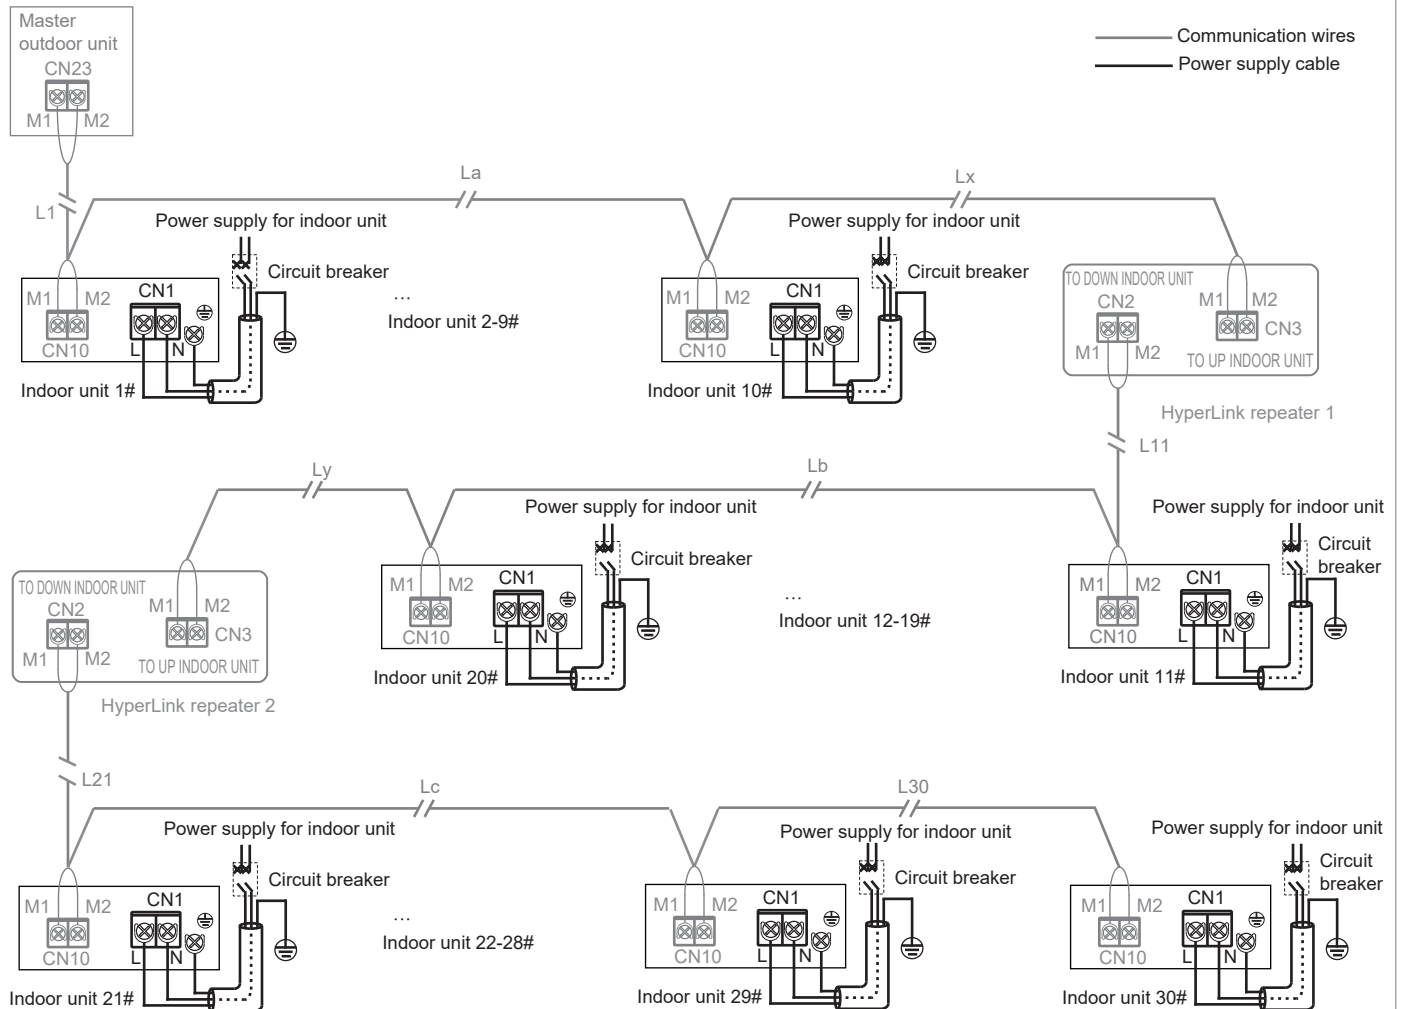 Master
outdoor unit
CN23
M1 M2
Communication wires
Power supply cable
L1
La
Lx
Power supply for indoor unit
Circuit breaker
M1 M2
CN1
CN10
L N
Indoor unit 1#
...
Indoor unit 2-9#
Power supply for indoor unit
Circuit breaker
M1 M2
CN1
CN10
L N
Indoor unit 10#
TO DOWN INDOOR UNIT
CN2
M1 M2
M1 M2
CN3
TO UP INDOOR UNIT
HyperLink repeater 1
L11
Ly
Lb
Power supply for indoor unit
Circuit breaker
M1 M2
CN1
CN10
L N
Indoor unit 20#
...
Indoor unit 12-19#
Power supply for indoor unit
Circuit
breaker
M1 M2
CN1
CN10
L N
Indoor unit 11#
TO DOWN INDOOR UNIT
CN2
M1 M2
M1 M2
CN3
TO UP INDOOR UNIT
HyperLink repeater 2
L21
Lc
L30
Power supply for indoor unit
Circuit breaker
M1 M2
CN1
CN10
L N
Indoor unit 21#
...
Indoor unit 22-28#
Power supply for indoor unit
Circuit breaker
M1 M2
CN1
CN10
L N
Indoor unit 29#
Power supply for indoor unit
Circuit
breaker
M1 M2
CN1
CN10
L N
Indoor unit 30#